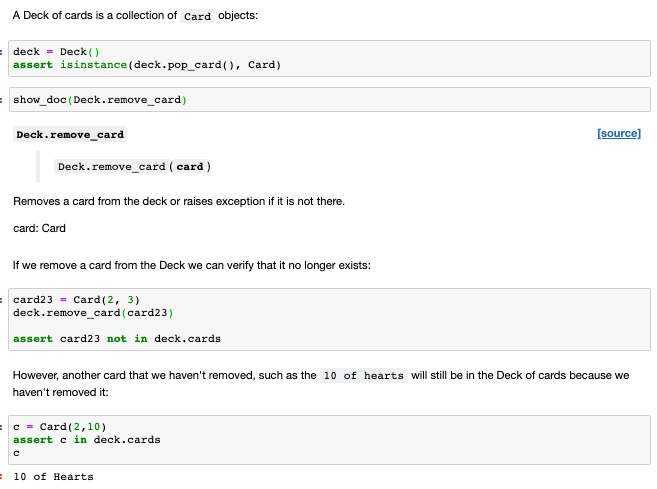 A Deck of cards is a collection of Card objects:
deck = Deck()
assert isinstance(deck.pop_card(), Card)
show_doc(Deck.remove_card)
Deck.remove_card [source]
Deck.remove_card ( card )
Removes a card from the deck or raises exception if it is not there.
card: Card
If we remove a card from the Deck we can verify that it no longer exists:
card23 = Card(2, 3)
deck.remove_card(card23)
assert card23 not in deck.cards
However, another card that we haven't removed, such as the 10 of hearts will still be in the Deck of cards because we
haven't removed it:
c = Card(2,10)
assert c in deck.cards
c
10 of Hearts